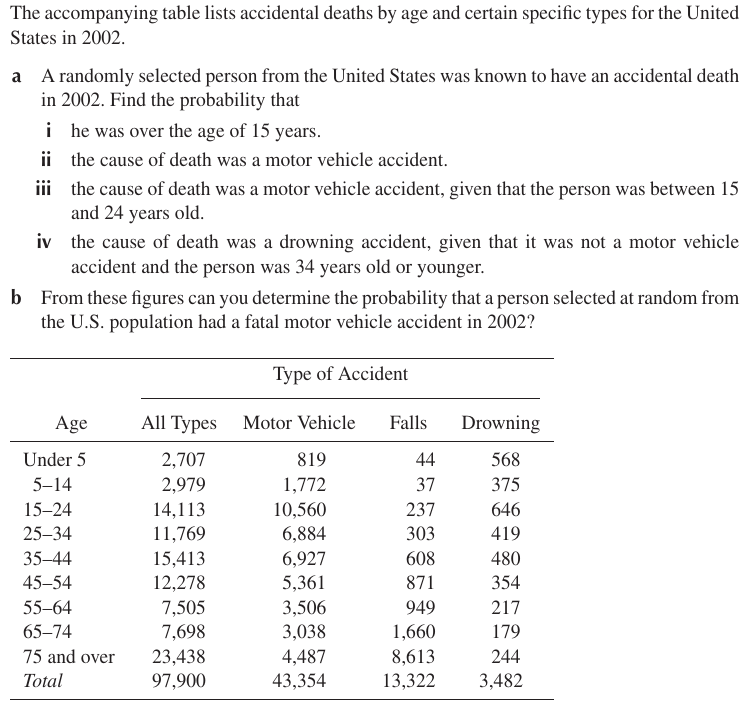 The accompanying table lists accidental deaths by age and certain specific types for the United
States in 2002.
a A randomly selected person from the United States was known to have an accidental death
in 2002. Find the probability that
i he was over the age of 15 years.
ii the cause of death was a motor vehicle accident.
iii the cause of death was a motor vehicle accident, given that the person was between 15
and 24 years old.
iv the cause of death was a drowning accident, given that it was not a motor vehicle
accident and the person was 34 years old or younger.
b From these figures can you determine the probability that a person selected at random from
the U.S. population had a fatal motor vehicle accident in 2002?
Type of Accident
Age All Types Motor Vehicle Falls Drowning
Under 5 2,707 819 44 568
5–14 2,979 1,772 37 375
15–24 14,113 10,560 237 646
25–34 11,769 6,884 303 419
35–44 15,413 6,927 608 480
45–54 12,278 5,361 871 354
55–64 7,505 3,506 949 217
65–74 7,698 3,038 1,660 179
75 and over 23,438 4,487 8,613 244
Total 97,900 43,354 13,322 3,482